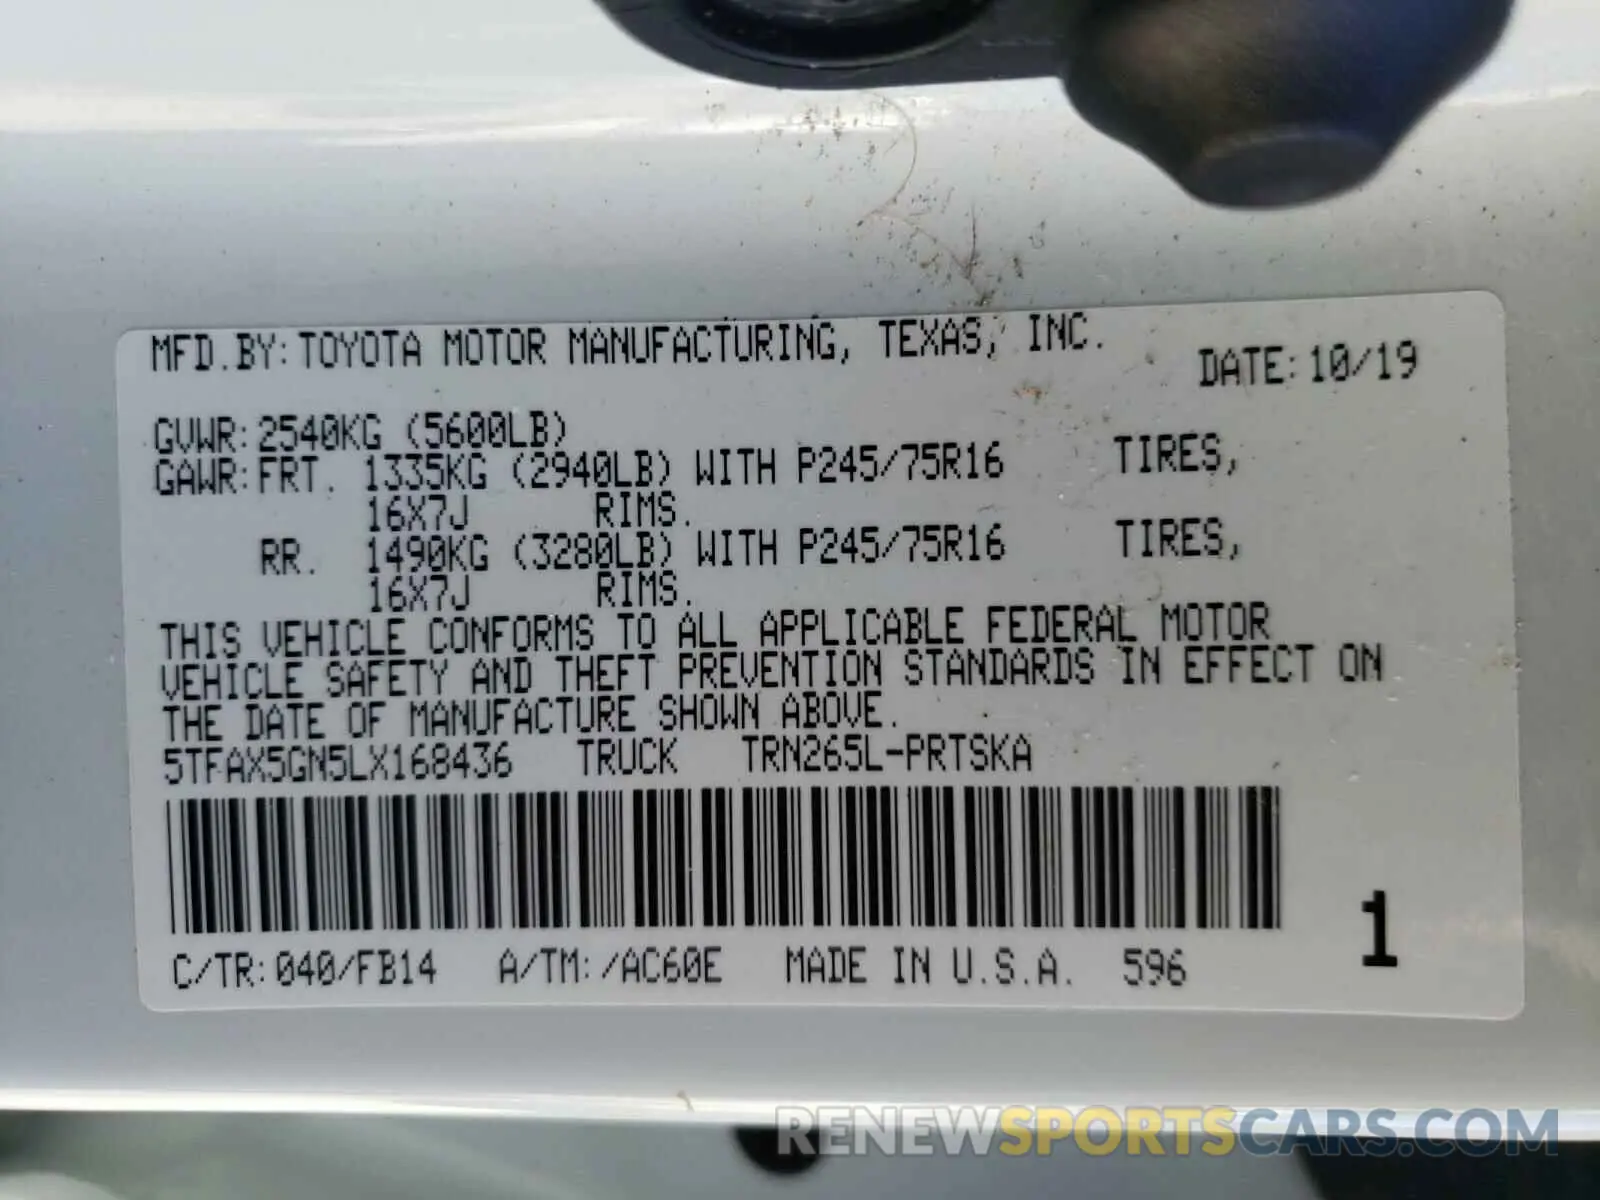 MFD.BY:TOYOTA MOTOR MANUFACTURING, TEXAS, INC.
DATE:10/19
GVWR:2540KG (5600LB)
GAWR:FRT. 1335KG (2940LB) WITH P245/75R16 TIRES,
16X7J RIMS.
RR. 1490KG (3280LB) WITH P245/75R16 TIRES,
16X7J RIMS.
THIS VEHICLE CONFORMS TO ALL APPLICABLE FEDERAL MOTOR
VEHICLE SAFETY AND THEFT PREVENTION STANDARDS IN EFFECT ON
THE DATE OF MANUFACTURE SHOWN ABOVE.
5TFAX5GN5LX168436 TRUCK TRN265L-PRTSKA
1
C/TR:040/FB14 A/TM:/AC60E MADE IN U.S.A. 596
RENEWSPORTSCARS.COM